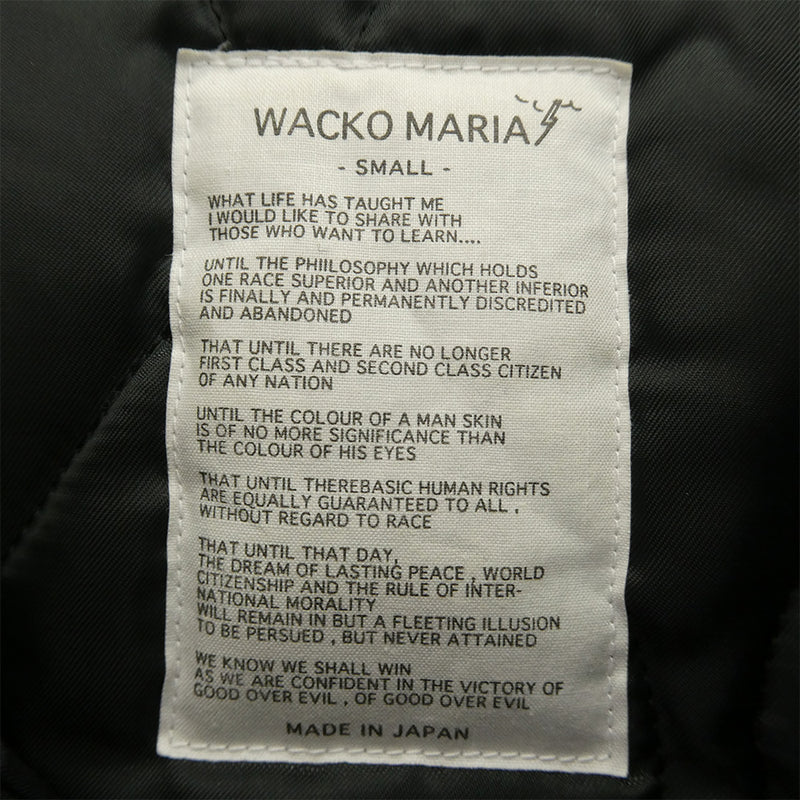 WACKO MARIA
- SMALL -
WHAT LIFE HAS TAUGHT ME
I WOULD LIKE TO SHARE WITH
THOSE WHO WANT TO LEARN....
UNTIL THE PHIILOSOPHY WHICH HOLDS
ONE RACE SUPERIOR AND ANOTHER INFERIOR
IS FINALLY AND PERMANENTLY DISCREDITED
AND ABANDONED
THAT UNTIL THERE ARE NO LONGER
FIRST CLASS AND SECOND CLASS CITIZEN
OF ANY NATION
UNTIL THE COLOUR OF A MAN SKIN
IS OF NO MORE SIGNIFICANCE THAN
THE COLOUR OF HIS EYES
THAT UNTIL THEREBASIC HUMAN RIGHTS
ARE EQUALLY GUARANTEED TO ALL ,
WITHOUT REGARD TO RACE
THAT UNTIL THAT DAY,
THE DREAM OF LASTING PEACE , WORLD
CITIZENSHIP AND THE RULE OF INTER-
NATIONAL MORALITY
WILL REMAIN IN BUT A FLEETING ILLUSION
TO BE PERSUED , BUT NEVER ATTAINED
WE KNOW WE SHALL WIN
AS WE ARE CONFIDENT IN THE VICTORY OF
GOOD OVER EVIL , OF GOOD OVER EVIL
MADE IN JAPAN